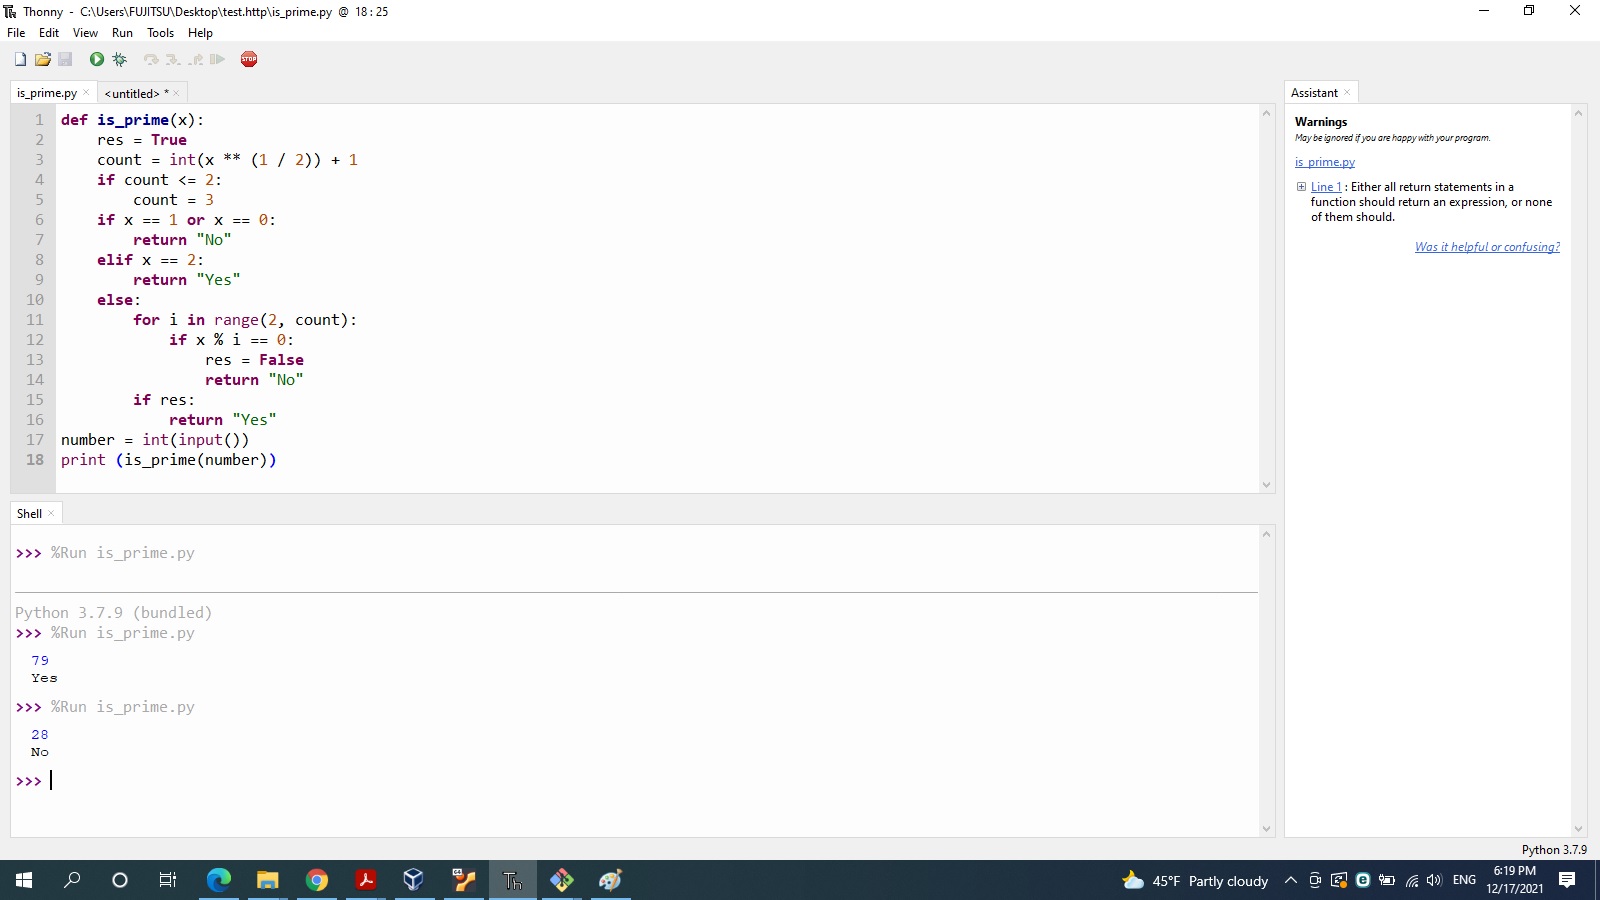 Thonny - C:\Users\FUJITSU\Desktop\test.http\is_prime.py @ 18 : 25
File Edit View Run Tools Help
STOP
is_prime.py × <untitled> * ×
1 def is_prime(x):
2     res = True
3     count = int(x ** (1 / 2)) + 1
4     if count <= 2:
5         count = 3
6     if x == 1 or x == 0:
7         return "No"
8     elif x == 2:
9         return "Yes"
10     else:
11         for i in range(2, count):
12             if x % i == 0:
13                 res = False
14                 return "No"
15         if res:
16             return "Yes"
17 number = int(input())
18 print (is_prime(number))
Shell ×
>>> %Run is_prime.py
Python 3.7.9 (bundled)
>>> %Run is_prime.py
79
Yes
>>> %Run is_prime.py
28
No
>>>
Assistant ×
Warnings
May be ignored if you are happy with your program.
is_prime.py
Line 1 : Either all return statements in a
function should return an expression, or none
of them should.
Was it helpful or confusing?
Python 3.7.9
64
Th
45°F Partly cloudy
ENG
6:19 PM
12/17/2021